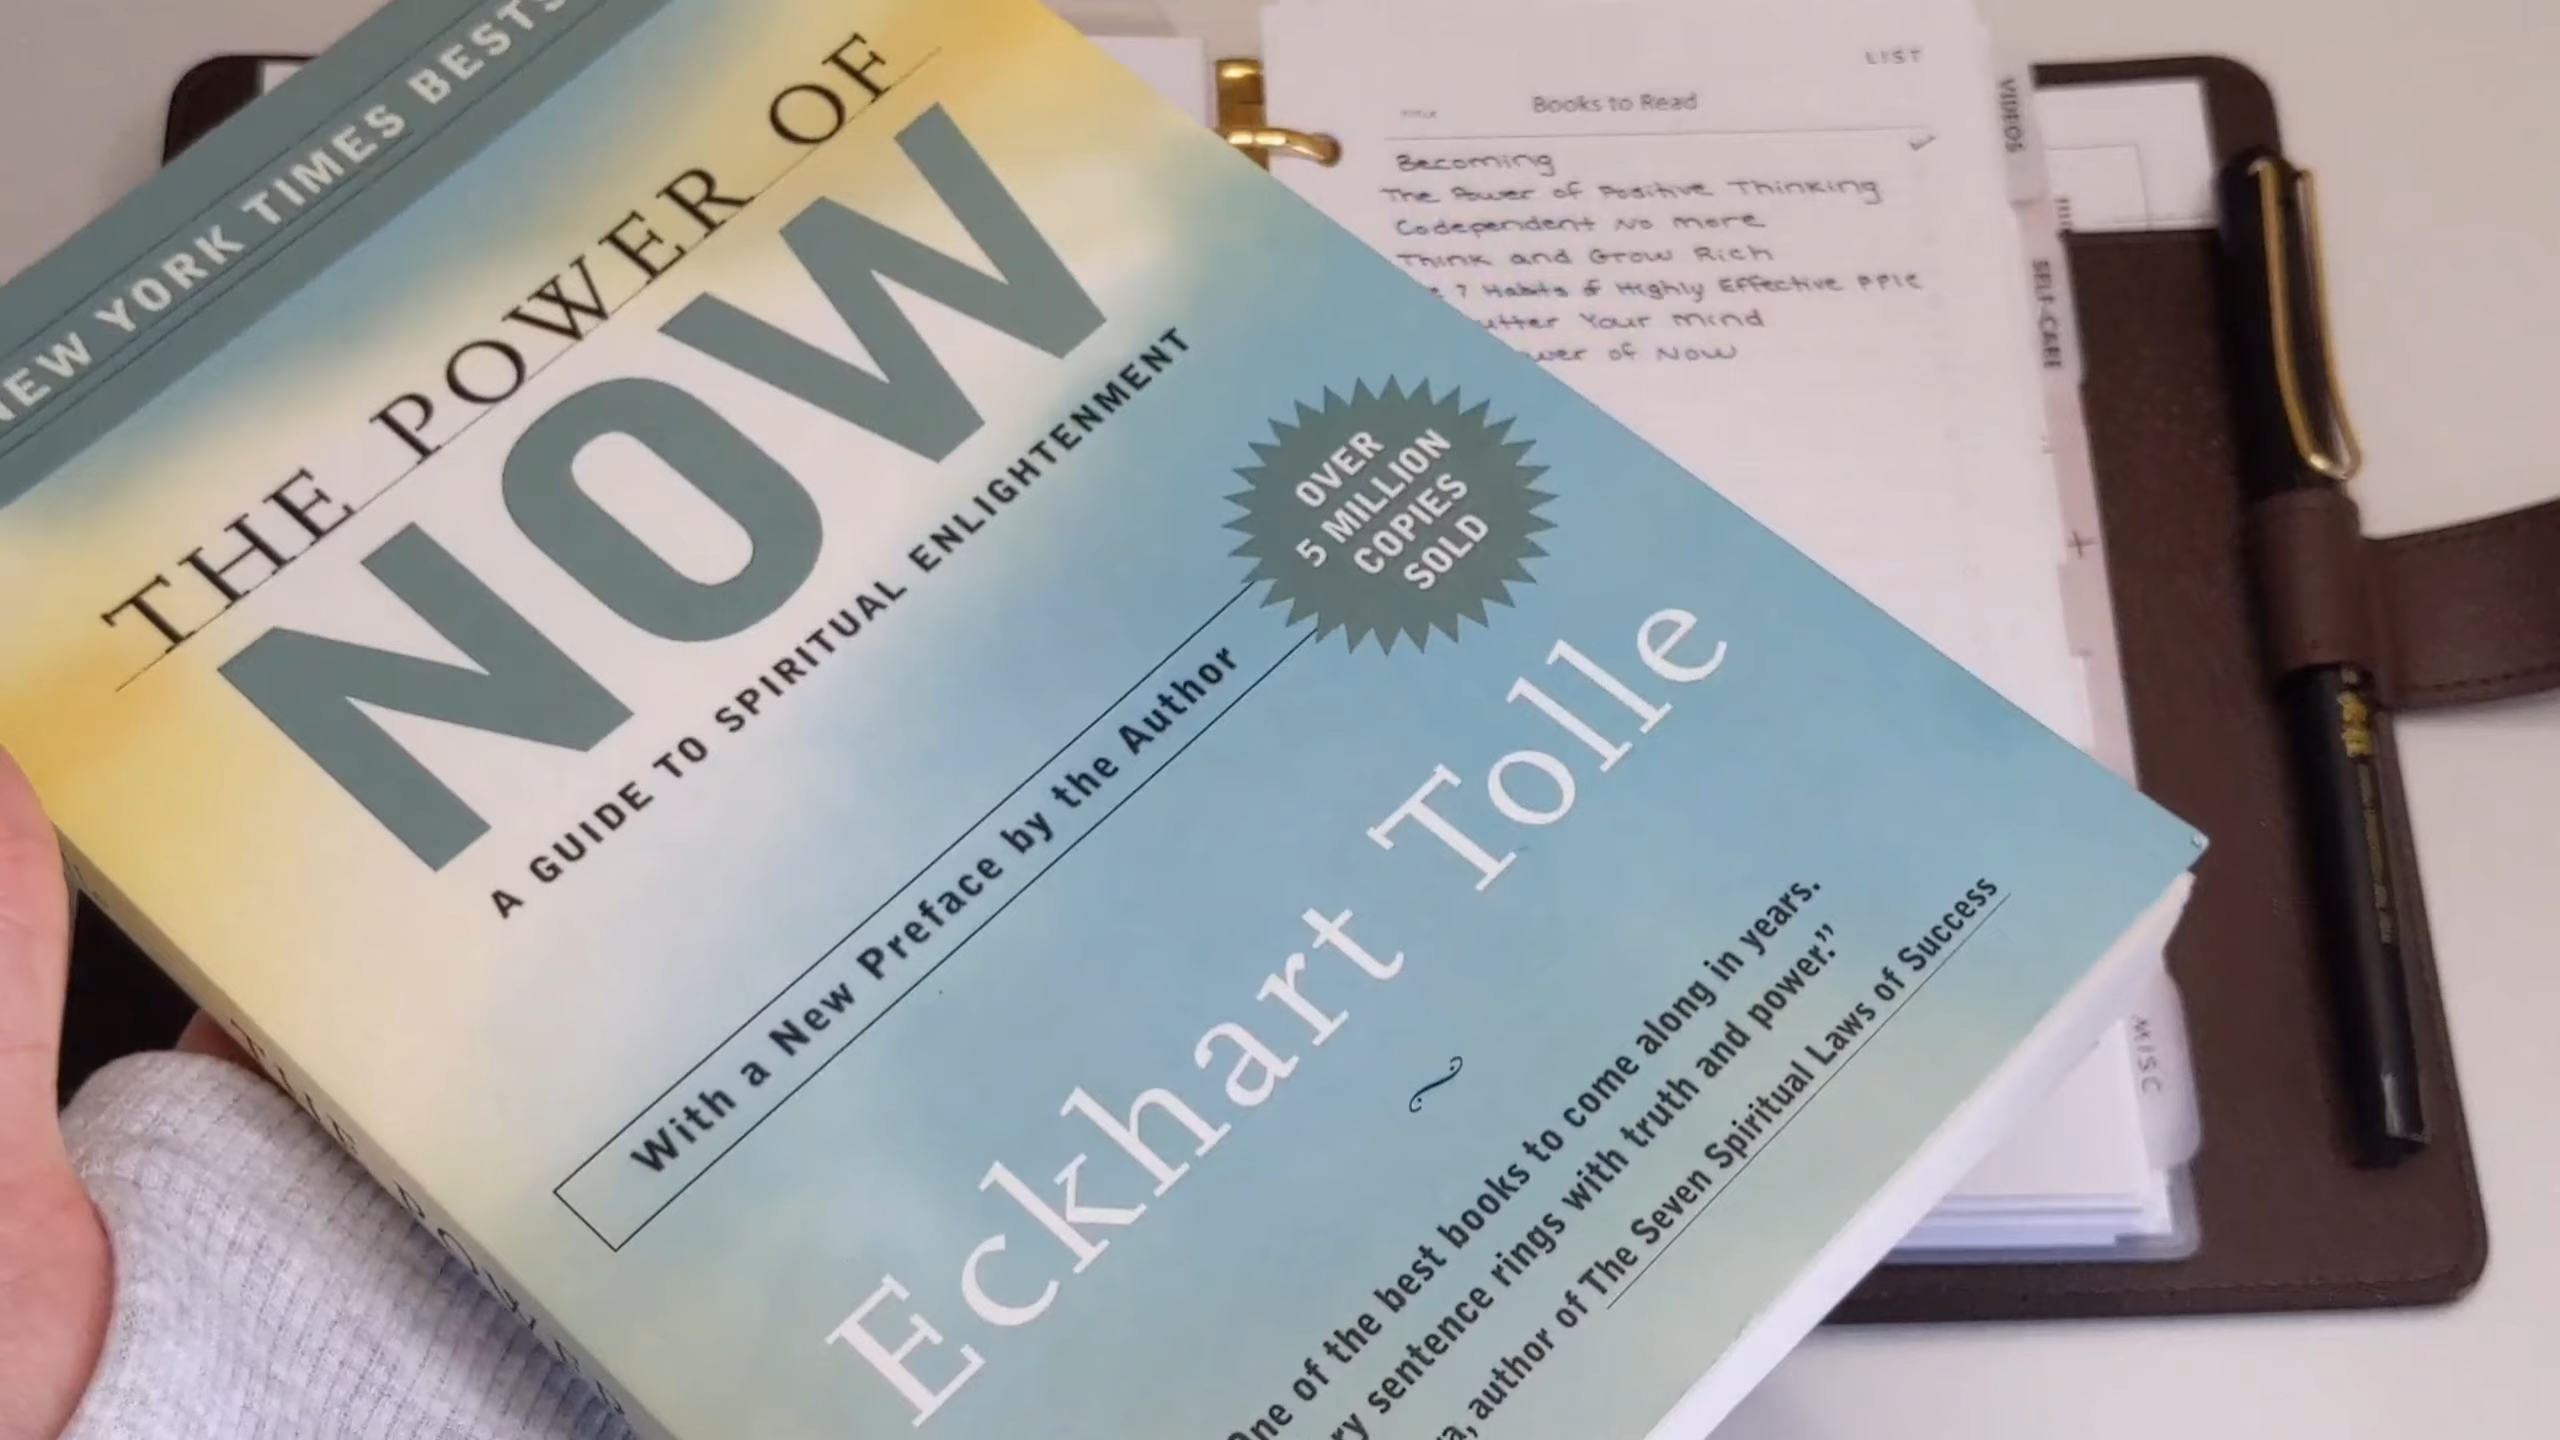 NEW YORK TIMES BESTS
THE POWER OF
NOW
A GUIDE TO SPIRITUAL ENLIGHTENMENT
OVER
5 MILLION
COPIES
SOLD
With a New Preface by the Author
Eckhart Tolle
One of the best books to come along in years.
ry sentence rings with truth and power.”
a, author of The Seven Spiritual Laws of Success
LIST
TITLE Books to Read
Becoming
The Power of Positive Thinking
Codependent No more
Think and Grow Rich
e 7 Habits of Highly Effective PPle
utter Your Mind
wer of Now
VIDEOS
SELF-CARE
+
MISC